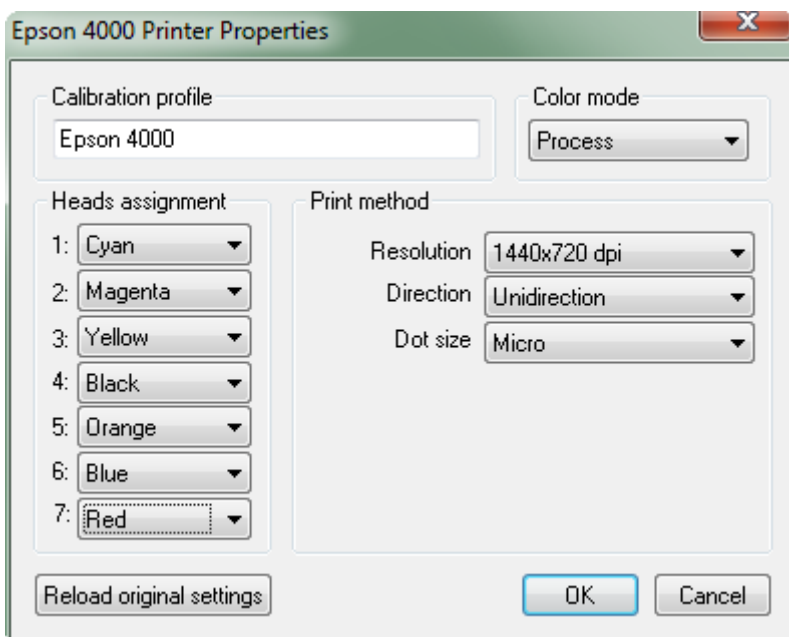 Epson 4000 Printer Properties
x
Calibration profile
Epson 4000
Color mode
Process
Heads assignment
1: Cyan
2: Magenta
3: Yellow
4: Black
5: Orange
6: Blue
7: Red
Print method
Resolution 1440x720 dpi
Direction Unidirection
Dot size Micro
Reload original settings
OK
Cancel